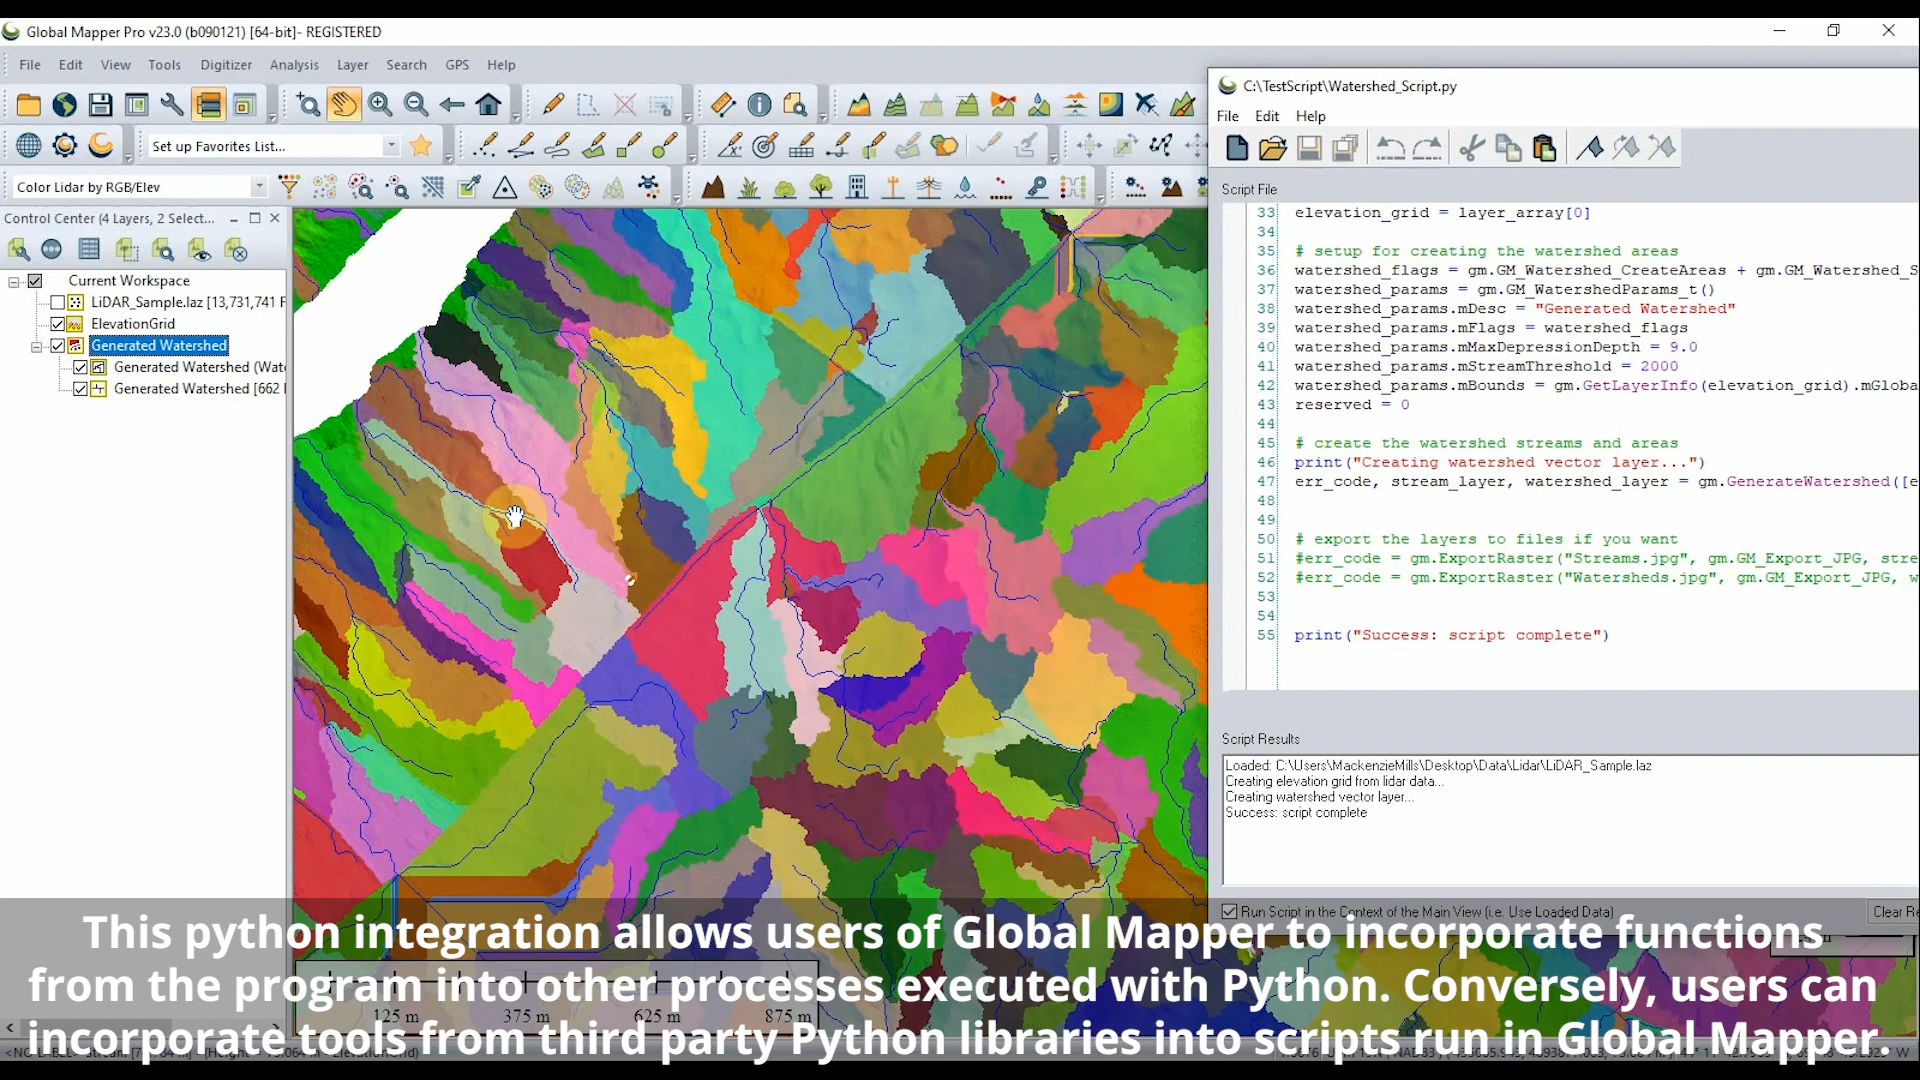 Global Mapper Pro v23.0 (b090121) [64-bit]- REGISTERED
File Edit View Tools Digitizer Analysis Layer Search GPS Help
Set up Favorites List...
Color Lidar by RGB/Elev
Control Center (4 Layers, 2 Select...
Current Workspace
LiDAR_Sample.laz [13,731,741 F
ElevationGrid
Generated Watershed
Generated Watershed (Wate
Generated Watershed [662
C:\TestScript\Watershed_Script.py
File Edit Help
Script File
33 elevation_grid = layer_array[0]
34
35 # setup for creating the watershed areas
36 watershed_flags = gm.GM_Watershed_CreateAreas + gm.GM_Watershed_S
37 watershed_params = gm.GM_WatershedParams_t()
38 watershed_params.mDesc = "Generated Watershed"
39 watershed_params.mFlags = watershed_flags
40 watershed_params.mMaxDepressionDepth = 9.0
41 watershed_params.mStreamThreshold = 2000
42 watershed_params.mBounds = gm.GetLayerInfo(elevation_grid).mGloba
43 reserved = 0
44
45 # create the watershed streams and areas
46 print("Creating watershed vector layer...")
47 err_code, stream_layer, watershed_layer = gm.GenerateWatershed([e
48
49
50 # export the layers to files if you want
51 #err_code = gm.ExportRaster("Streams.jpg", gm.GM_Export_JPG, stre
52 #err_code = gm.ExportRaster("Watersheds.jpg", gm.GM_Export_JPG, w
53
54
55 print("Success: script complete")
Script Results
Loaded: C:\Users\MackenzieMills\Desktop\Data\Lidar\LiDAR_Sample.laz
Creating elevation grid from lidar data...
Creating watershed vector layer...
Success: script complete
Run Script in the Context of the Main View (i.e. Use Loaded Data)
Clear Re
This python integration allows users of Global Mapper to incorporate functions
from the program into other processes executed with Python. Conversely, users can
incorporate tools from third party Python libraries into scripts run in Global Mapper.
125 m 375 m 625 m 875 m